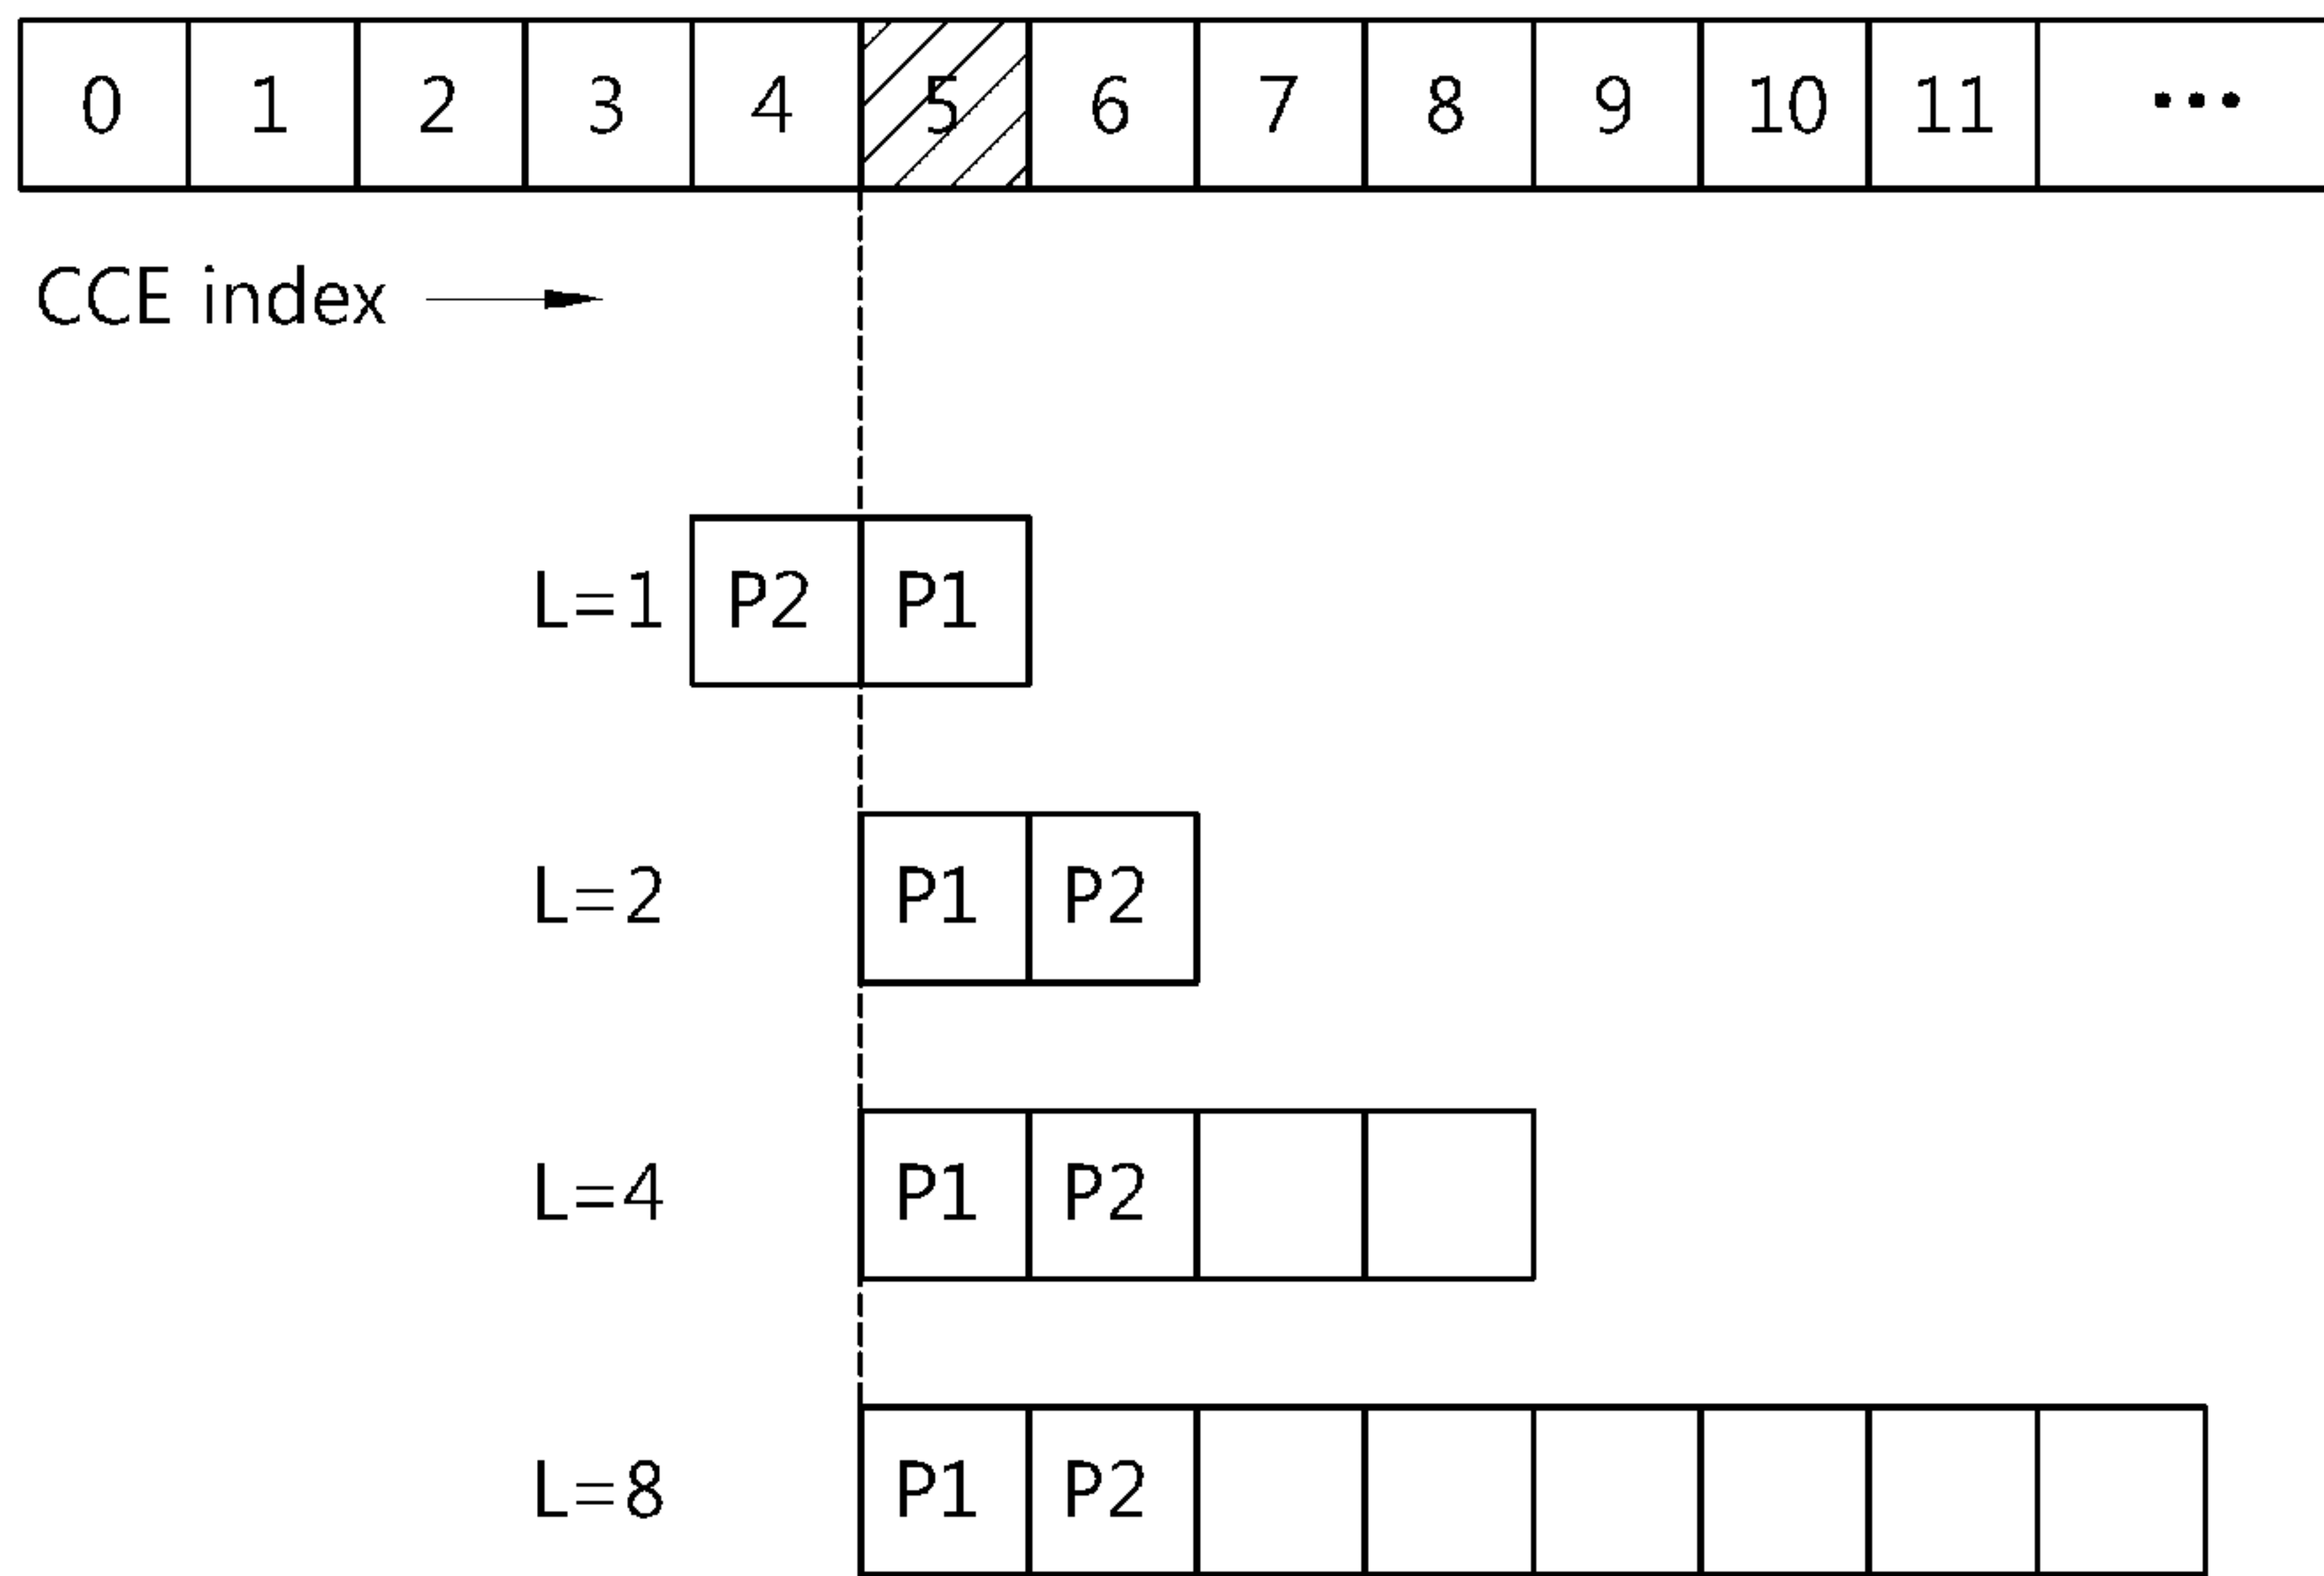 0 1 2 3 4 5 6 7 8 9 10 11 •••
CCE index
L=1 P2 P1
L=2 P1 P2
L=4 P1 P2
L=8 P1 P2